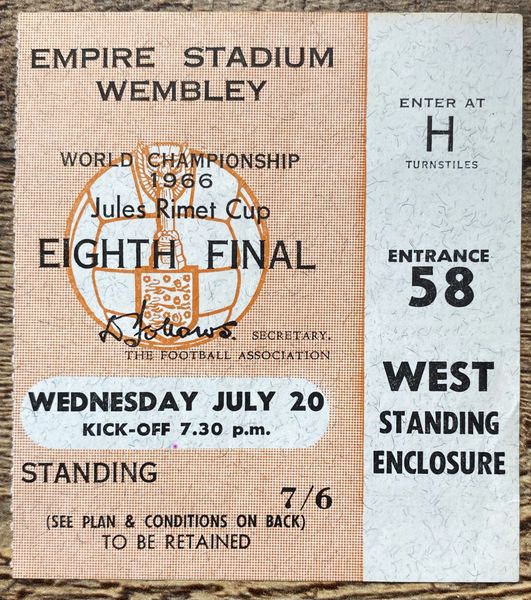 EMPIRE STADIUM
WEMBLEY
WORLD CHAMPIONSHIP
1966
Jules Rimet Cup
EIGHTH FINAL
D Follows.
SECRETARY.
THE FOOTBALL ASSOCIATION
WEDNESDAY JULY 20
KICK-OFF 7.30 p.m.
STANDING
7/6
(SEE PLAN & CONDITIONS ON BACK)
TO BE RETAINED
ENTER AT
H
TURNSTILES
ENTRANCE
58
WEST
STANDING
ENCLOSURE